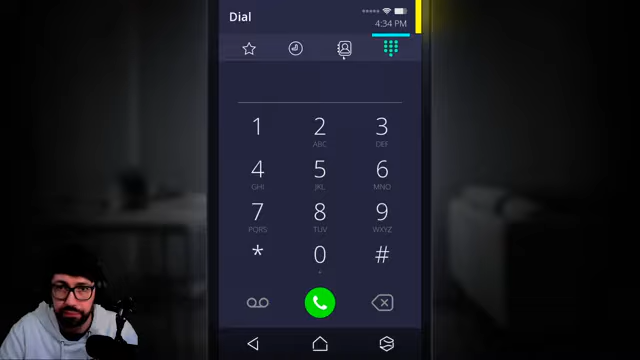 Dial
4:34 PM
1 2 3
ABC DEF
4 5 6
GHI JKL MNO
7 8 9
PQRS TUV WXYZ
* 0 #
+